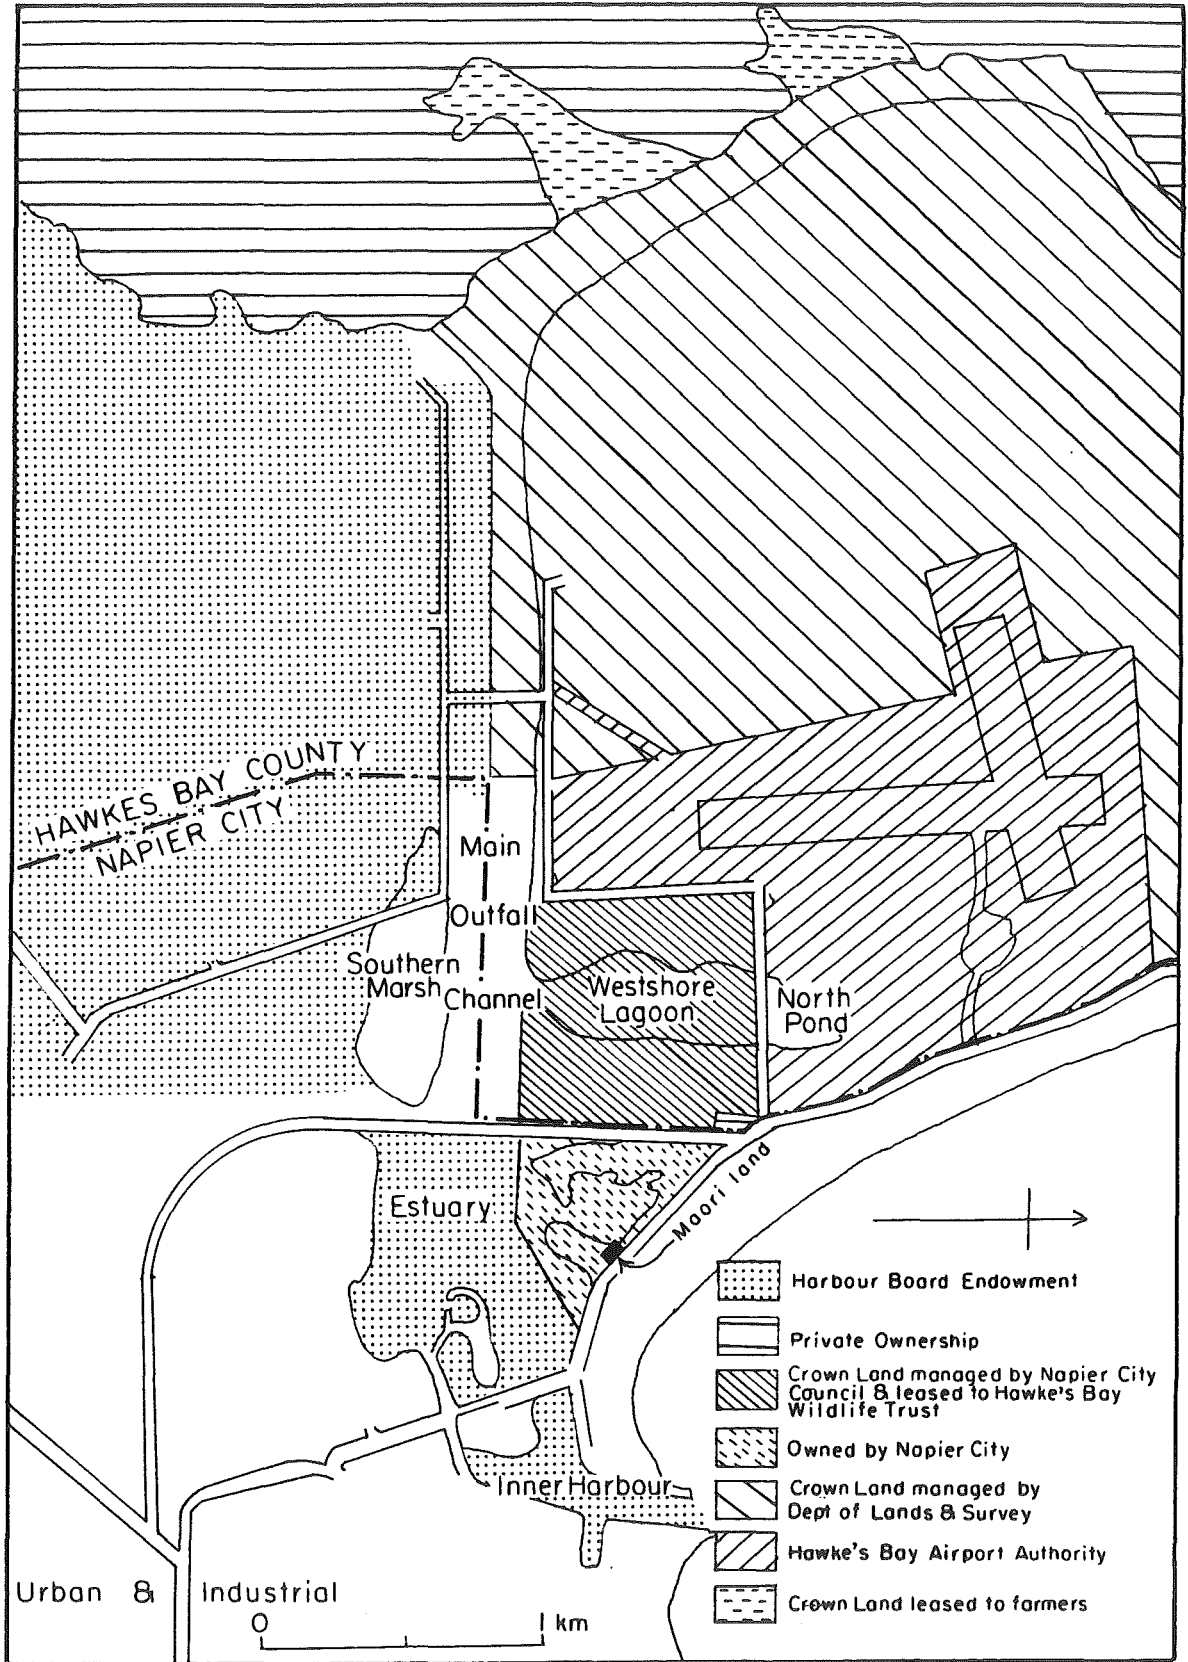 HAWKES BAY COUNTY
NAPIER CITY
Main
Outfall
Channel
Southern
Marsh
Westshore
Lagoon
North
Pond
Maori land
Estuary
Harbour Board Endowment
Private Ownership
Crown Land managed by Napier City
Council & leased to Hawke's Bay
Wildlife Trust
Owned by Napier City
Crown Land managed by
Dept of Lands & Survey
Hawke's Bay Airport Authority
Crown Land leased to farmers
Inner Harbour
Urban & Industrial
0 1 km